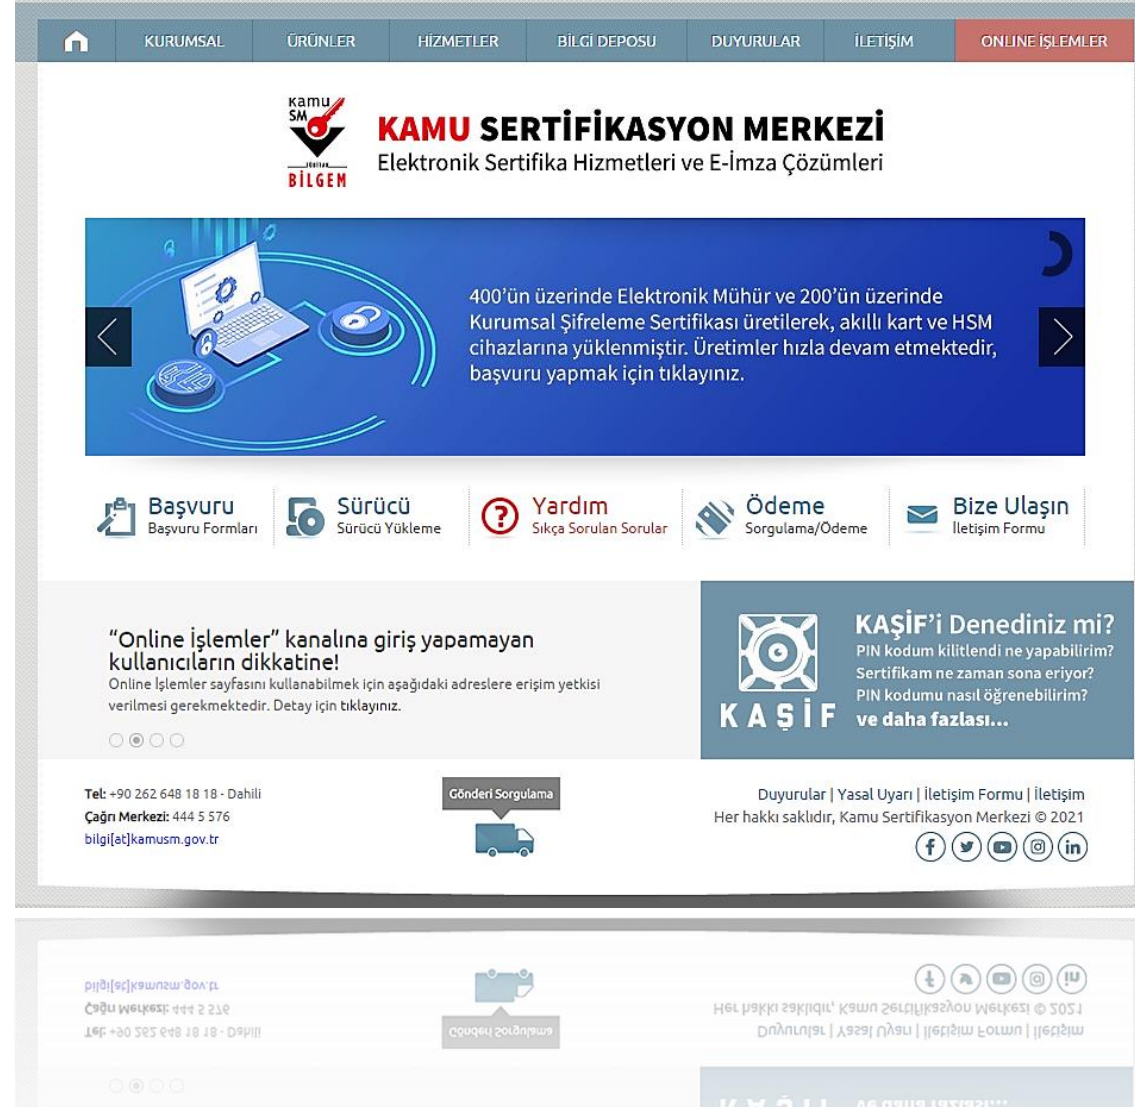 KURUMSAL
ÜRÜNLER
HİZMETLER
BİLGİ DEPOSU
DUYURULAR
İLETİŞİM
ONLINE İŞLEMLER
Kamu
SM
BİLGEM
KAMU SERTİFİKASYON MERKEZİ
Elektronik Sertifika Hizmetleri ve E-İmza Çözümleri
400'ün üzerinde Elektronik Mühür ve 200'ün üzerinde
Kurumsal Şifreleme Sertifikası üretilerek, akıllı kart ve HSM
cihazlarına yüklenmiştir. Üretimler hızla devam etmektedir,
başvuru yapmak için tıklayınız.
Başvuru
Başvuru Formları
Sürücü
Sürücü Yükleme
Yardım
Sıkça Sorulan Sorular
Ödeme
Sorgulama/Ödeme
Bize Ulaşın
İletişim Formu
"Online İşlemler" kanalına giriş yapamayan
kullanıcıların dikkatine!
Online İşlemler sayfasını kullanabilmek için aşağıdaki adreslere erişim yetkisi
verilmesi gerekmektedir. Detay için tıklayınız.
KAŞİF
KAŞİF'i Denediniz mi?
PIN kodum kilitlendi ne yapabilirim?
Sertifikam ne zaman sona eriyor?
PIN kodumu nasıl öğrenebilirim?
ve daha fazlası...
Tel: +90 262 648 18 18 - Dahili
Çağrı Merkezi: 444 5 576
bilgi[at]kamusm.gov.tr
Gönderi Sorgulama
Duyurular | Yasal Uyarı | İletişim Formu | İletişim
Her hakkı saklıdır, Kamu Sertifikasyon Merkezi © 2021